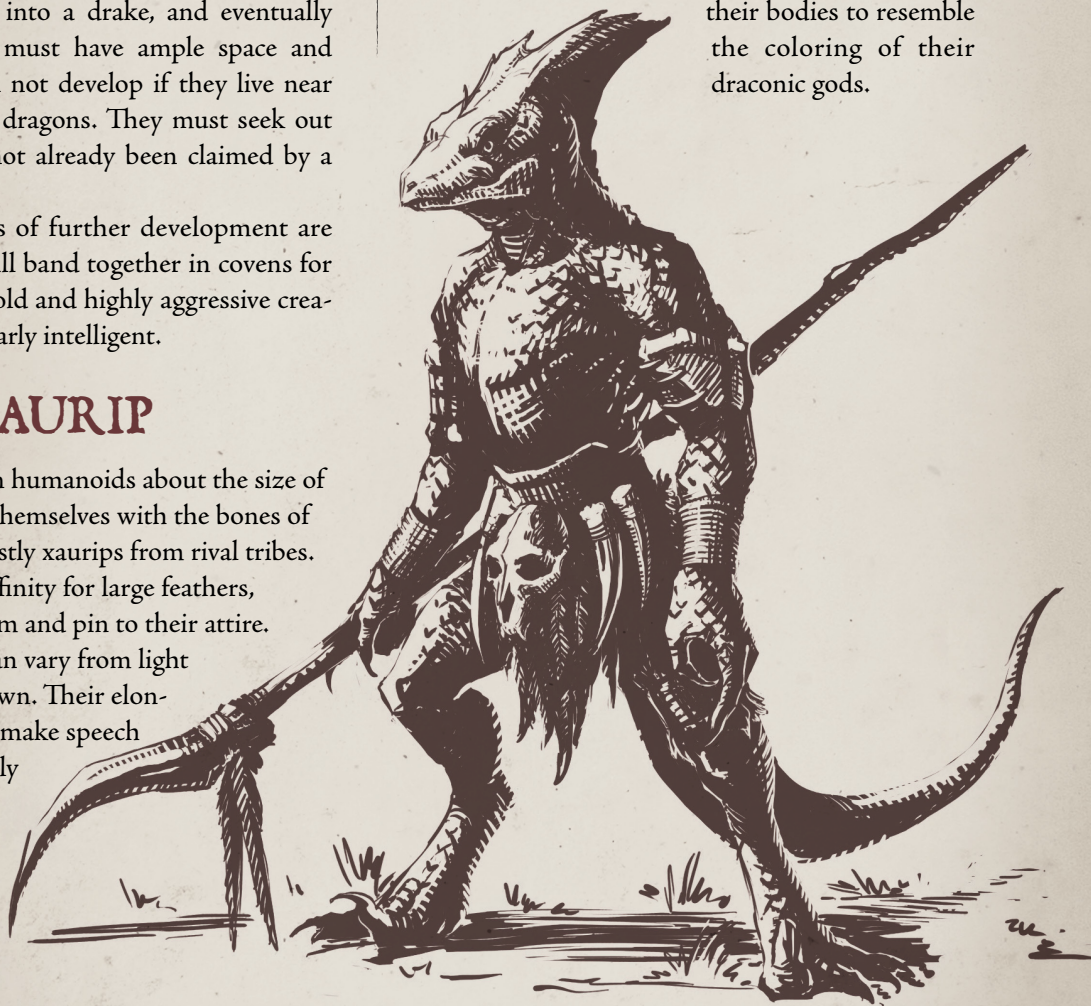 into a drake, and eventually
must have ample space and
not develop if they live near
dragons. They must seek out
not already been claimed by a
s of further development are
ll band together in covens for
old and highly aggressive crea-
arly intelligent.
AURIP
humanoids about the size of
hemselves with the bones of
stly xaurips from rival tribes.
ffinity for large feathers,
m and pin to their attire.
an vary from light
wn. Their elon-
make speech
ly
their bodies to resemble
the coloring of their
draconic gods.